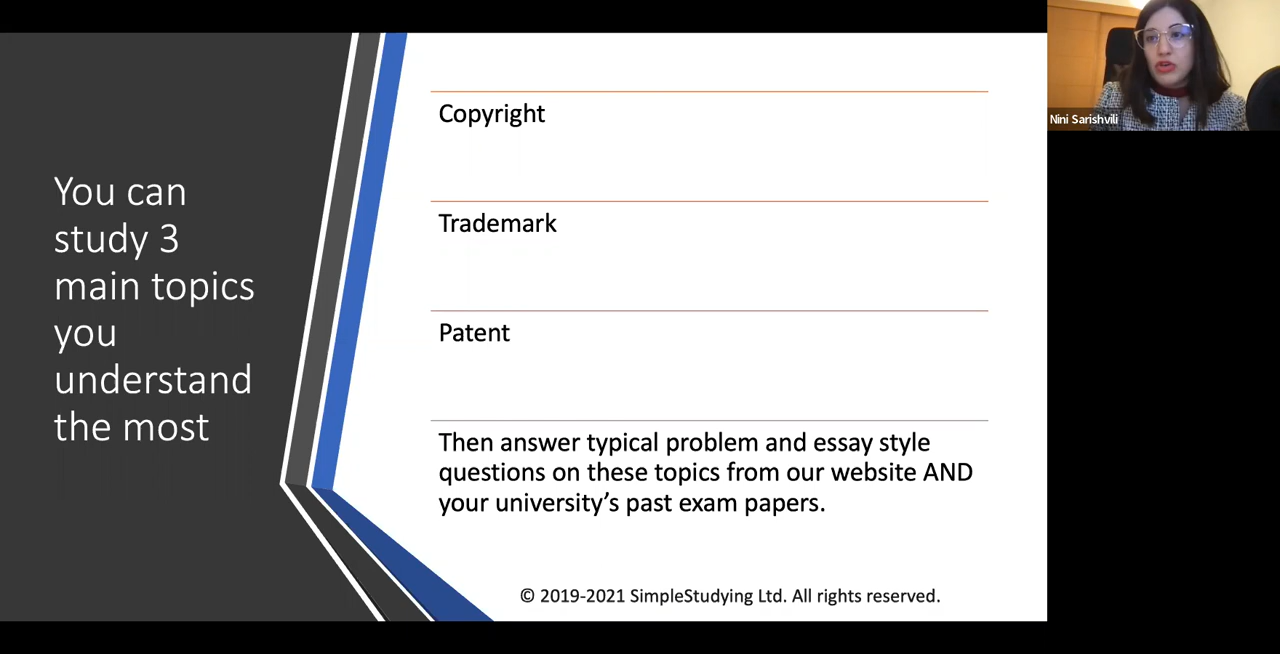 You can
study 3
main topics
you
understand
the most
Copyright
Trademark
Patent
Then answer typical problem and essay style
questions on these topics from our website AND
your university’s past exam papers.
© 2019-2021 SimpleStudying Ltd. All rights reserved.
Nini Sarishvili